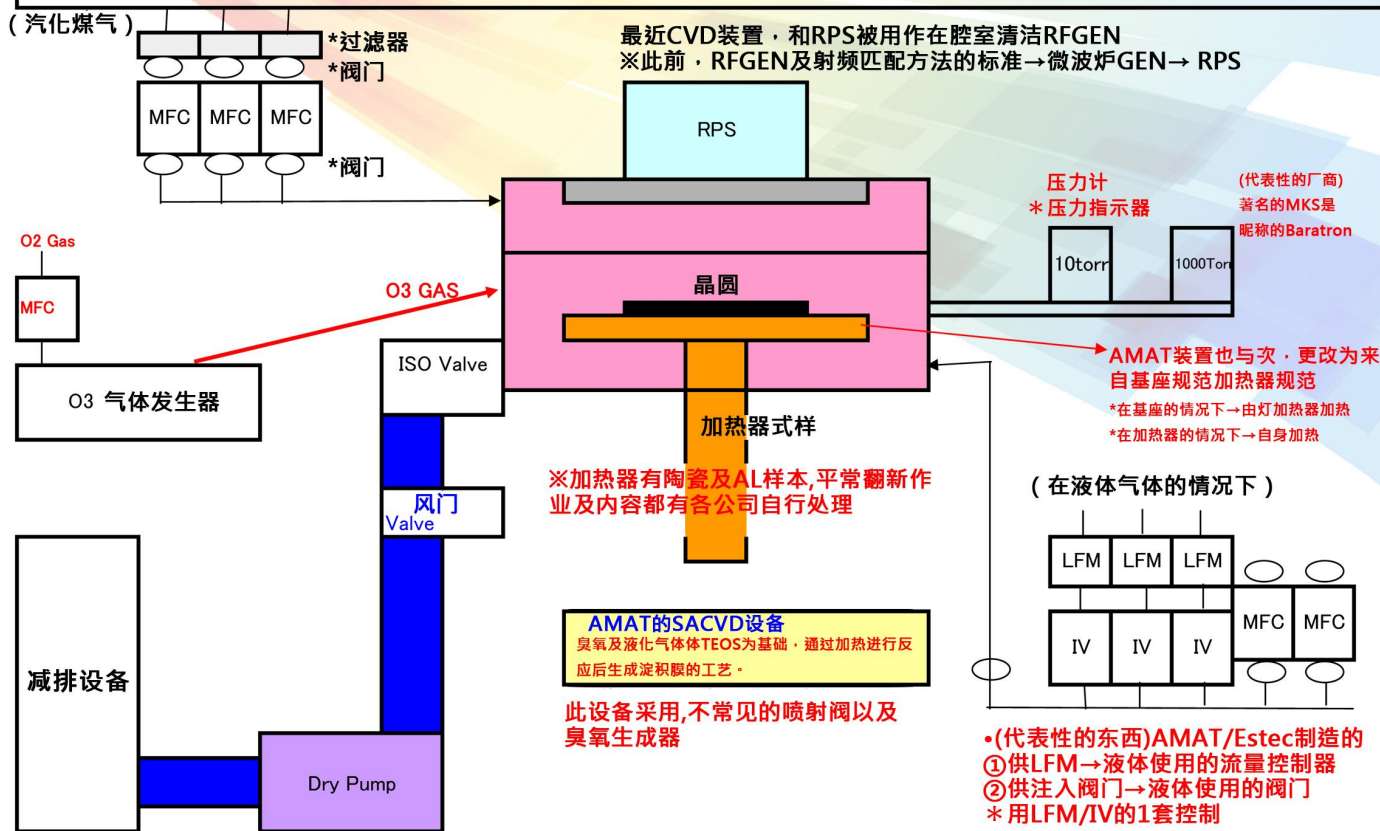 (汽化煤气)
*过滤器
*阀门
MFC MFC MFC
*阀门
最近CVD装置，和RPS被用作在腔室清洁RFGEN
※此前，RFGEN及射频匹配方法的标准→微波炉GEN→ RPS
RPS
压力计
＊压力指示器
(代表性的厂商)
著名的MKS是
昵称的Baratron
10torr
1000Torr
O2 Gas
MFC
O3 GAS
O3 气体发生器
晶圆
ISO Valve
AMAT装置也与次，更改为来
自基座规范加热器规范
*在基座的情况下→由灯加热器加热
*在加热器的情况下→自身加热
加热器式样
※加热器有陶瓷及AL样本,平常翻新作
业及内容都有各公司自行处理
风门
Valve
(在液体气体的情况下)
LFM LFM LFM
IV IV IV
MFC MFC
AMAT的SACVD设备
臭氧及液化气体体TEOS为基础，通过加热进行反
应后生成淀积膜的工艺。
此设备采用,不常见的喷射阀以及
臭氧生成器
减排设备
Dry Pump
•(代表性的东西)AMAT/Estec制造的
①供LFM→液体使用的流量控制器
②供注入阀门→液体使用的阀门
＊用LFM/IV的1套控制